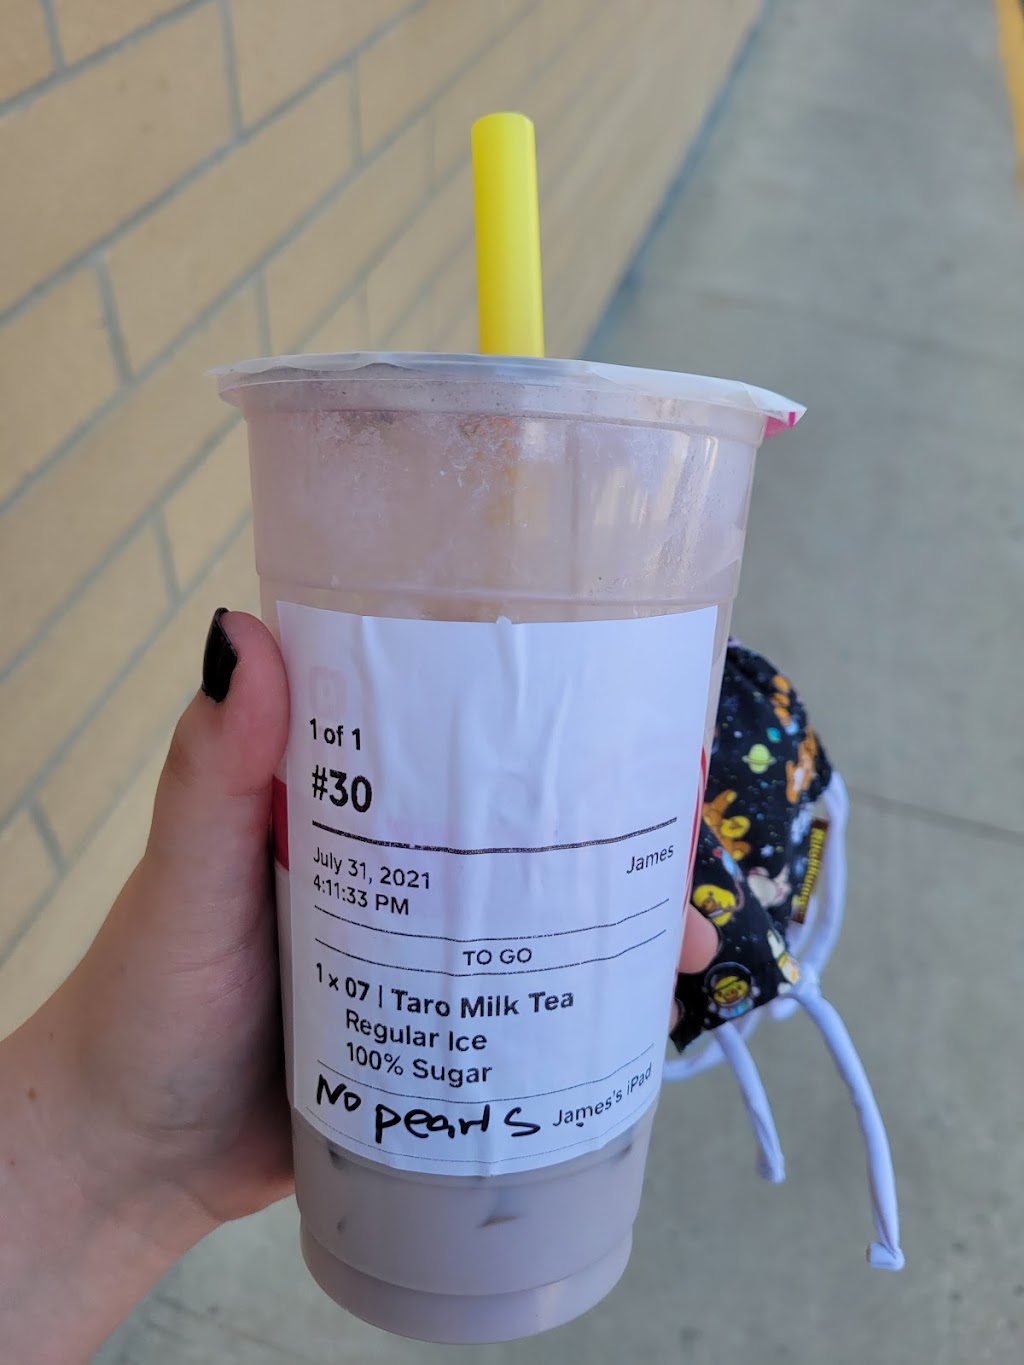 1 of 1
#30
July 31, 2021
James
4:11:33 PM
TO GO
1 × 07 | Taro Milk Tea
Regular Ice
100% Sugar
No pearls
James's iPad
Rilakkuma